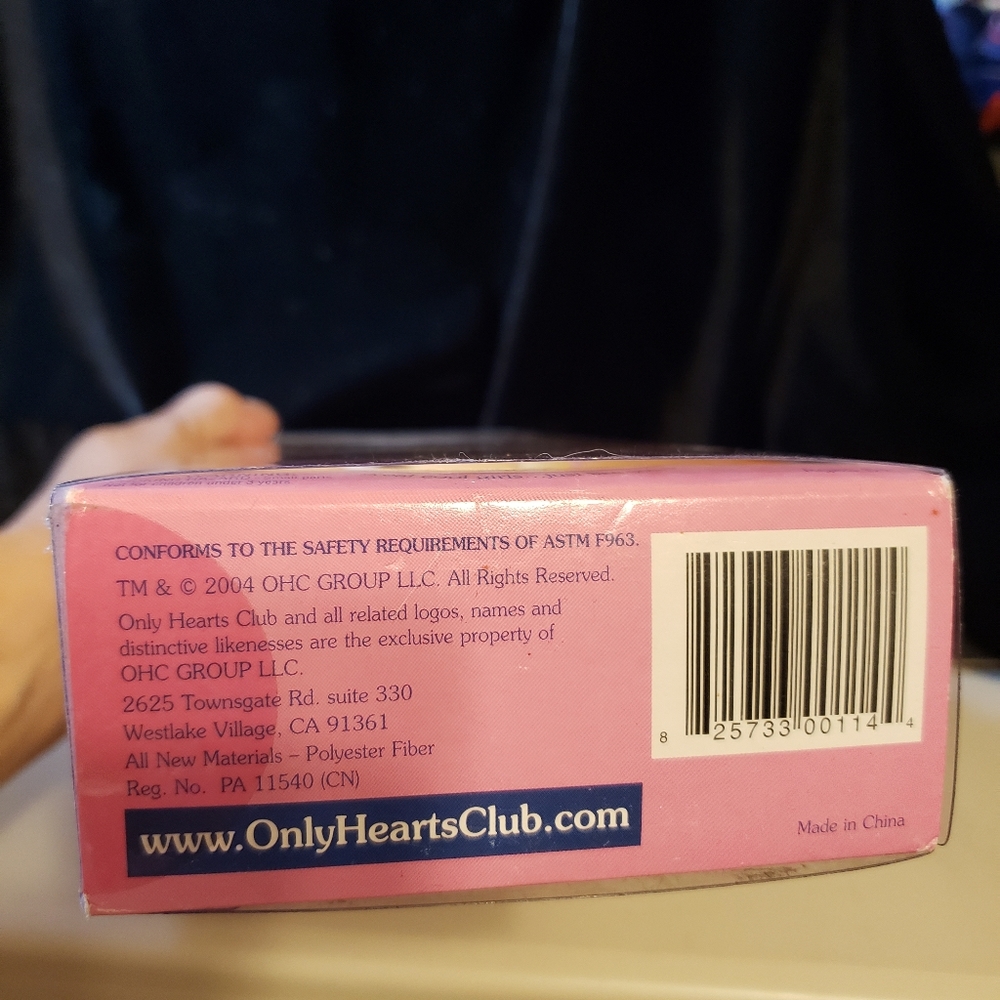 under 3 years
CONFORMS TO THE SAFETY REQUIREMENTS OF ASTM F963.
TM & © 2004 OHC GROUP LLC. All Rights Reserved.
Only Hearts Club and all related logos, names and
distinctive likenesses are the exclusive property of
OHC GROUP LLC.
2625 Townsgate Rd. suite 330
Westlake Village, CA 91361
All New Materials – Polyester Fiber
Reg. No. PA 11540 (CN)
www.OnlyHeartsClub.com
8 25733 00114 4
Made in China